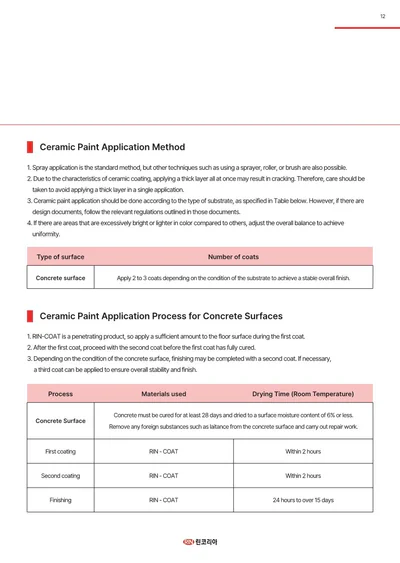 12
Ceramic Paint Application Method
1. Spray application is the standard method, but other techniques such as using a sprayer, roller, or brush are also possible.
2. Due to the characteristics of ceramic coating, applying a thick layer all at once may result in cracking. Therefore, care should be
taken to avoid applying a thick layer in a single application.
3. Ceramic paint application should be done according to the type of substrate, as specified in Table below. However, if there are
design documents, follow the relevant regulations outlined in those documents.
4. If there are areas that are excessively bright or lighter in color compared to others, adjust the overall balance to achieve
uniformity.
Type of surface Number of coats
Concrete surface Apply 2 to 3 coats depending on the condition of the substrate to achieve a stable overall finish.
Ceramic Paint Application Process for Concrete Surfaces
1. RIN-COAT is a penetrating product, so apply a sufficient amount to the floor surface during the first coat.
2. After the first coat, proceed with the second coat before the first coat has fully cured.
3. Depending on the condition of the concrete surface, finishing may be completed with a second coat. If necessary,
a third coat can be applied to ensure overall stability and finish.
Process Materials used Drying Time (Room Temperature)
Concrete must be cured for at least 28 days and dried to a surface moisture content of 6% or less.
Concrete Surface
Remove any foreign substances such as laitance from the concrete surface and carry out repair work.
First coating RIN - COAT Within 2 hours
Second coating RIN - COAT Within 2 hours
Finishing RIN - COAT 24 hours to over 15 days
RIN 린코리아